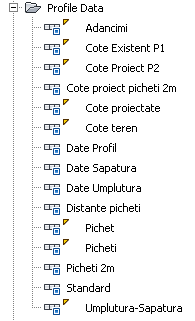 Profile Data
Adancimi
Cote Existent P1
Cote Proiect P2
Cote proiect picheti 2m
Cote proiectate
Cote teren
Date Profil
Date Sapatura
Date Umplutura
Distante picheti
Pichet
Picheti
Picheti 2m
Standard
Umplutura-Sapatura